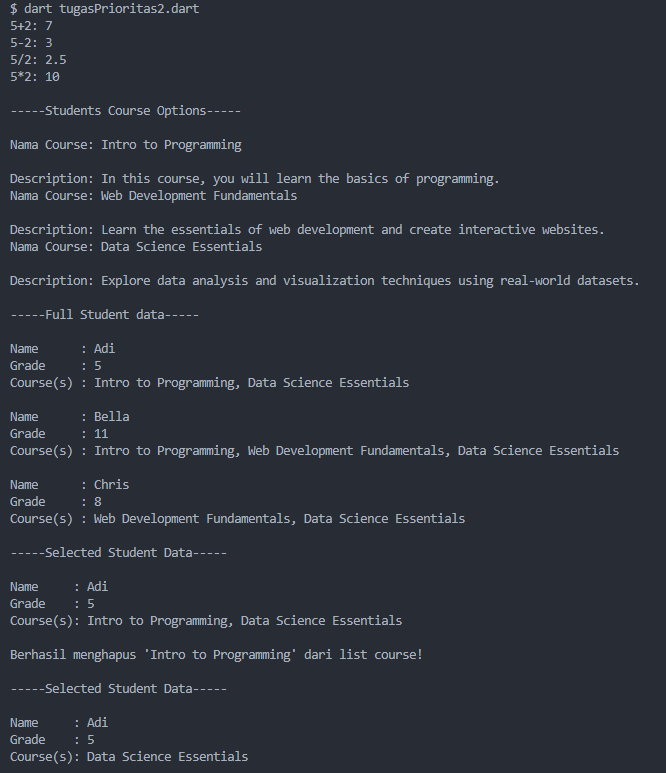 $ dart tugasPrioritas2.dart
5+2: 7
5-2: 3
5/2: 2.5
5*2: 10
-----Students Course Options-----
Nama Course: Intro to Programming
Description: In this course, you will learn the basics of programming.
Nama Course: Web Development Fundamentals
Description: Learn the essentials of web development and create interactive websites.
Nama Course: Data Science Essentials
Description: Explore data analysis and visualization techniques using real-world datasets.
-----Full Student data-----
Name      : Adi
Grade     : 5
Course(s) : Intro to Programming, Data Science Essentials
Name      : Bella
Grade     : 11
Course(s) : Intro to Programming, Web Development Fundamentals, Data Science Essentials
Name      : Chris
Grade     : 8
Course(s) : Web Development Fundamentals, Data Science Essentials
-----Selected Student Data-----
Name     : Adi
Grade    : 5
Course(s): Intro to Programming, Data Science Essentials
Berhasil menghapus 'Intro to Programming' dari list course!
-----Selected Student Data-----
Name     : Adi
Grade    : 5
Course(s): Data Science Essentials